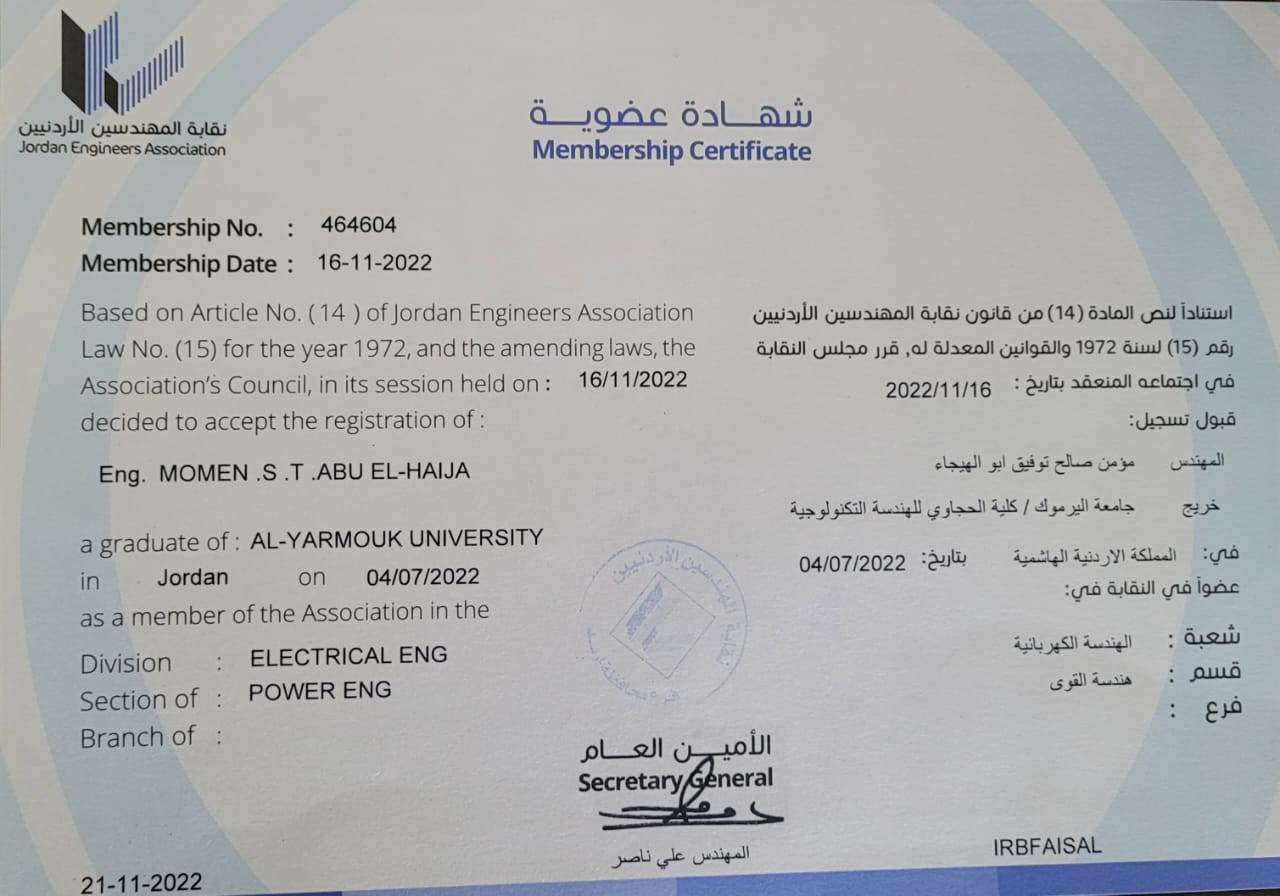 نقابة المهندسين الأردنيين
Jordan Engineers Association
شهـــادة عضويـــة
Membership Certificate
Membership No. : 464604
Membership Date : 16-11-2022
Based on Article No. ( 14 ) of Jordan Engineers Association
Law No. (15) for the year 1972, and the amending laws, the
Association's Council, in its session held on : 16/11/2022
decided to accept the registration of :
Eng. MOMEN .S .T .ABU EL-HAIJA
a graduate of : AL-YARMOUK UNIVERSITY
in Jordan on 04/07/2022
as a member of the Association in the
Division : ELECTRICAL ENG
Section of : POWER ENG
Branch of :
استناداً لنص المادة (14) من قانون نقابة المهندسين الأردنيين
رقم (15) لسنة 1972 والقوانين المعدلة له, قرر مجلس النقابة
في اجتماعه المنعقد بتاريخ : 2022/11/16
قبول تسجيل:
المهندس مؤمن صالح توفيق ابو الهيجاء
خريج جامعة اليرموك / كلية الحجاوي للهندسة التكنولوجية
في: المملكة الاردنية الهاشمية بتاريخ: 04/07/2022
عضواً في النقابة في:
شعبة : الهندسة الكهربائية
قسم : هندسة القوى
فرع :
نقابة المهندسين الأردنيين
الأميـــن العـــام
Secretary General
المهندس علي ناصر
IRBFAISAL
21-11-2022